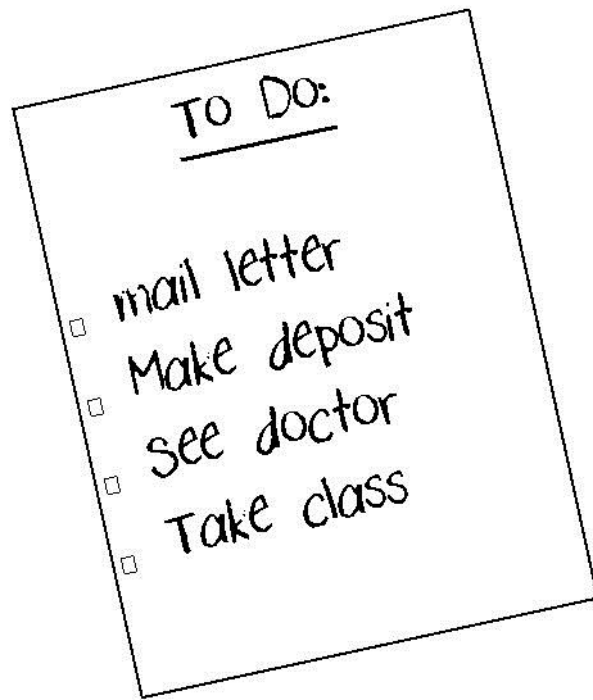 To Do:
mail letter
Make deposit
see doctor
Take class